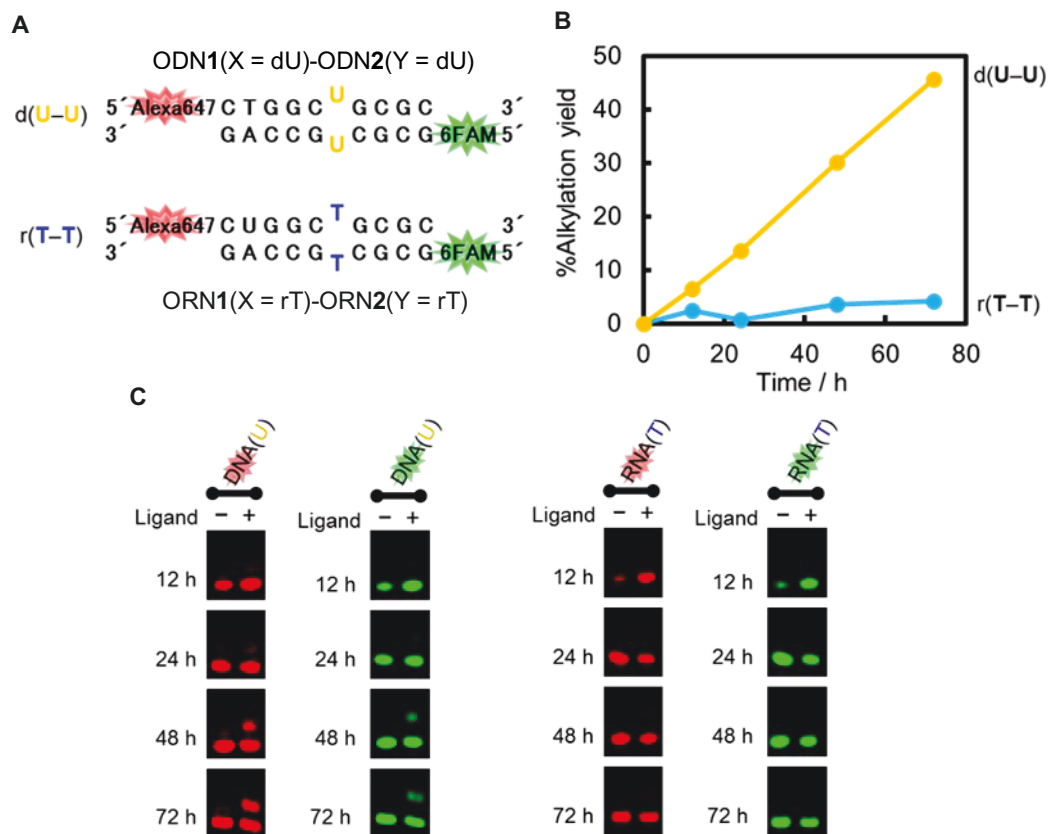 A
ODN1(X = dU)-ODN2(Y = dU)
d(U–U)
5´ Alexa647 C T G G C U G C G C 3´
3´ G A C C G U C G C G 6FAM 5´
r(T–T)
5´ Alexa647 C U G G C T G C G C 3´
3´ G A C C G T C G C G 6FAM 5´
ORN1(X = rT)-ORN2(Y = rT)
B
%Alkylation yield
50
40
30
20
10
0
0 20 40 60 80
Time / h
d(U–U)
r(T–T)
C
DNA(U)
Ligand – +
12 h
24 h
48 h
72 h
DNA(U)
Ligand – +
12 h
24 h
48 h
72 h
RNA(T)
Ligand – +
12 h
24 h
48 h
72 h
RNA(T)
Ligand – +
12 h
24 h
48 h
72 h